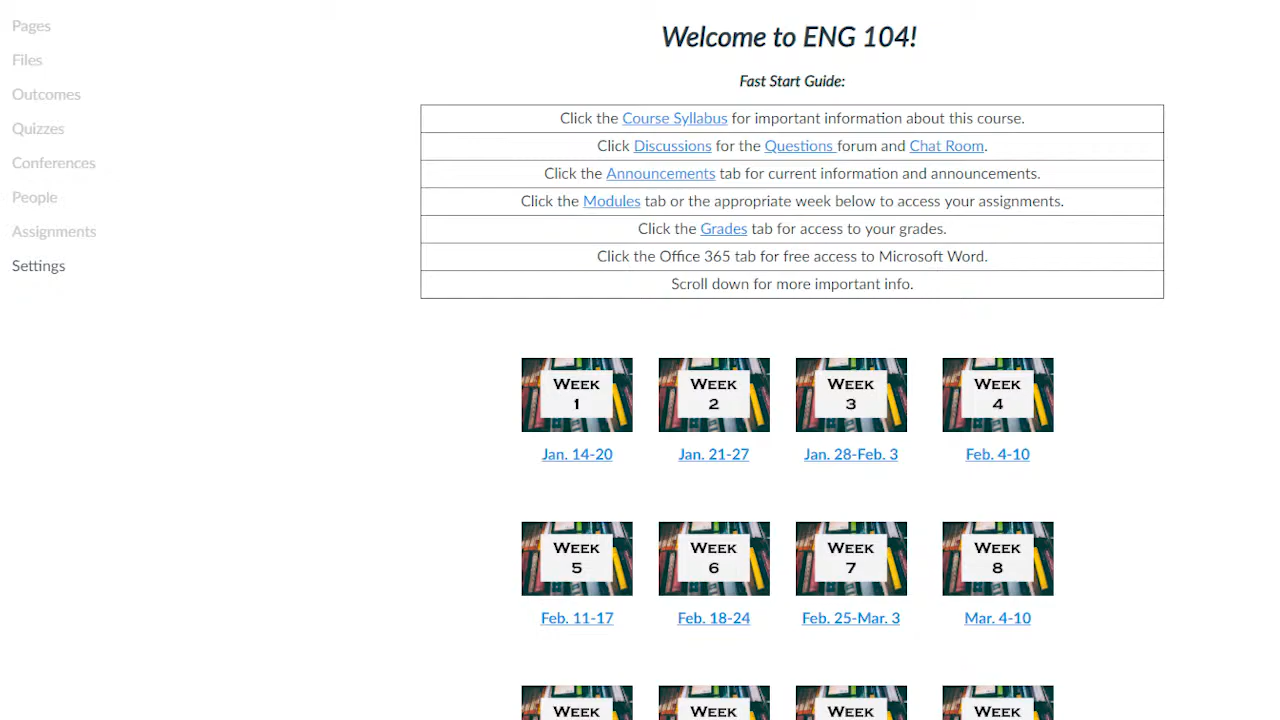 Pages
Files
Outcomes
Quizzes
Conferences
People
Assignments
Settings
Welcome to ENG 104!
Fast Start Guide:
Click the Course Syllabus for important information about this course.
Click Discussions for the Questions forum and Chat Room.
Click the Announcements tab for current information and announcements.
Click the Modules tab or the appropriate week below to access your assignments.
Click the Grades tab for access to your grades.
Click the Office 365 tab for free access to Microsoft Word.
Scroll down for more important info.
WEEK 1
WEEK 2
WEEK 3
WEEK 4
Jan. 14-20
Jan. 21-27
Jan. 28-Feb. 3
Feb. 4-10
WEEK 5
WEEK 6
WEEK 7
WEEK 8
Feb. 11-17
Feb. 18-24
Feb. 25-Mar. 3
Mar. 4-10
WEEK
WEEK
WEEK
WEEK